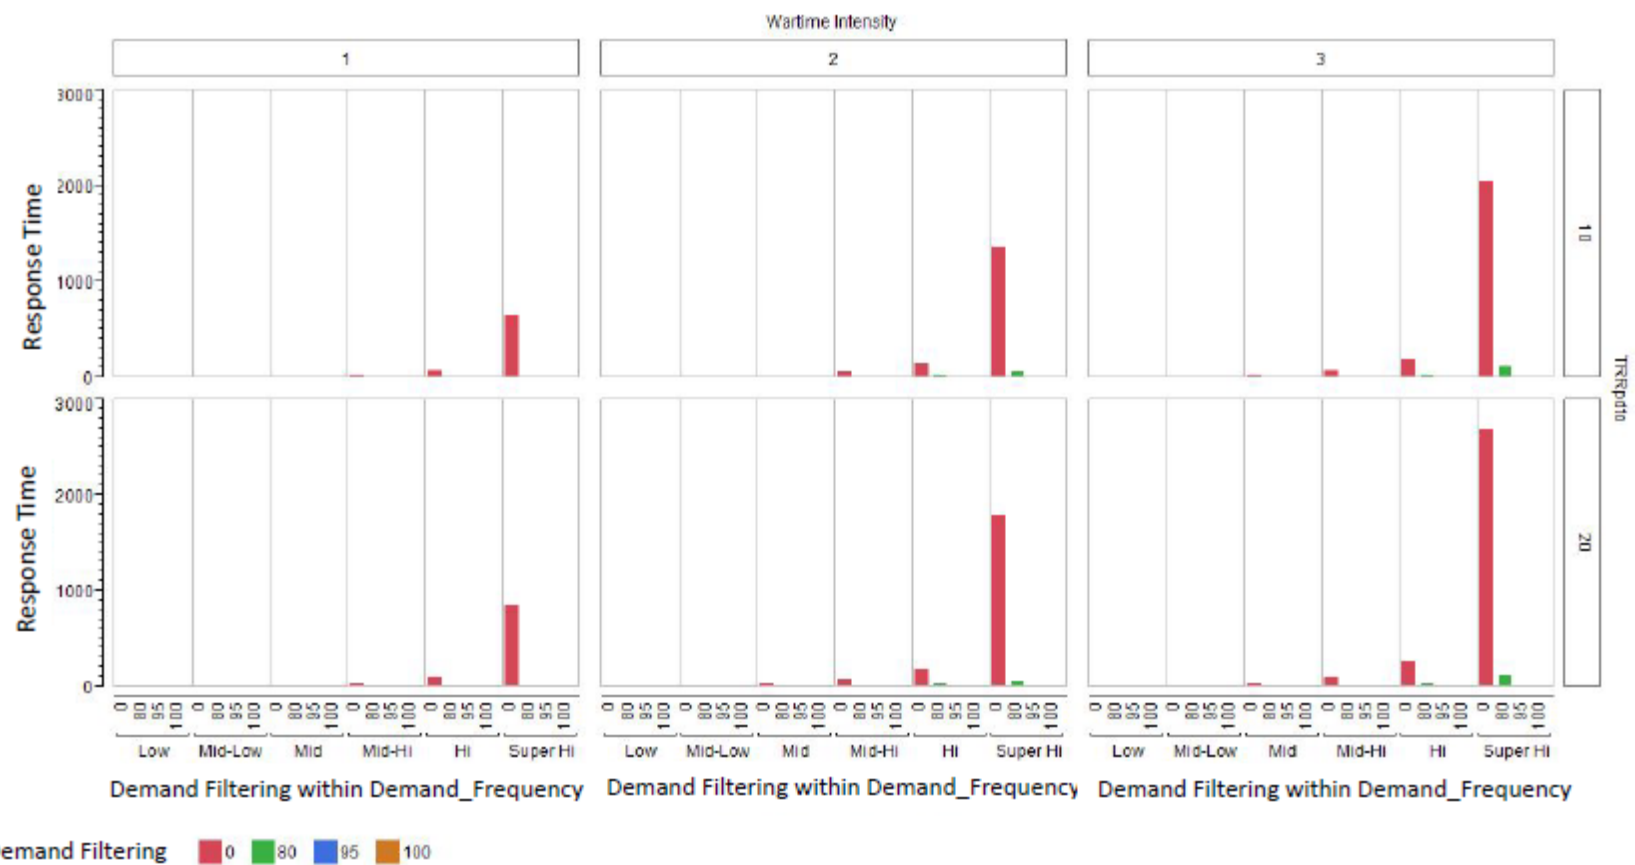 Wartime Intensity
1 2 3
3000
2000
1000
0
Response Time
10
3000
2000
1000
0
Response Time
20
TRRpd10
0 80 95 100 0 80 95 100 0 80 95 100 0 80 95 100 0 80 95 100 0 80 95 100
0 80 95 100 0 80 95 100 0 80 95 100 0 80 95 100 0 80 95 100 0 80 95 100
0 80 95 100 0 80 95 100 0 80 95 100 0 80 95 100 0 80 95 100 0 80 95 100
Low Mid-Low Mid Mid-Hi Hi Super Hi
Low Mid-Low Mid Mid-Hi Hi Super Hi
Low Mid-Low Mid Mid-Hi Hi Super Hi
Demand Filtering within Demand_Frequency
Demand Filtering within Demand_Frequency
Demand Filtering within Demand_Frequency
emand Filtering 0 80 95 100